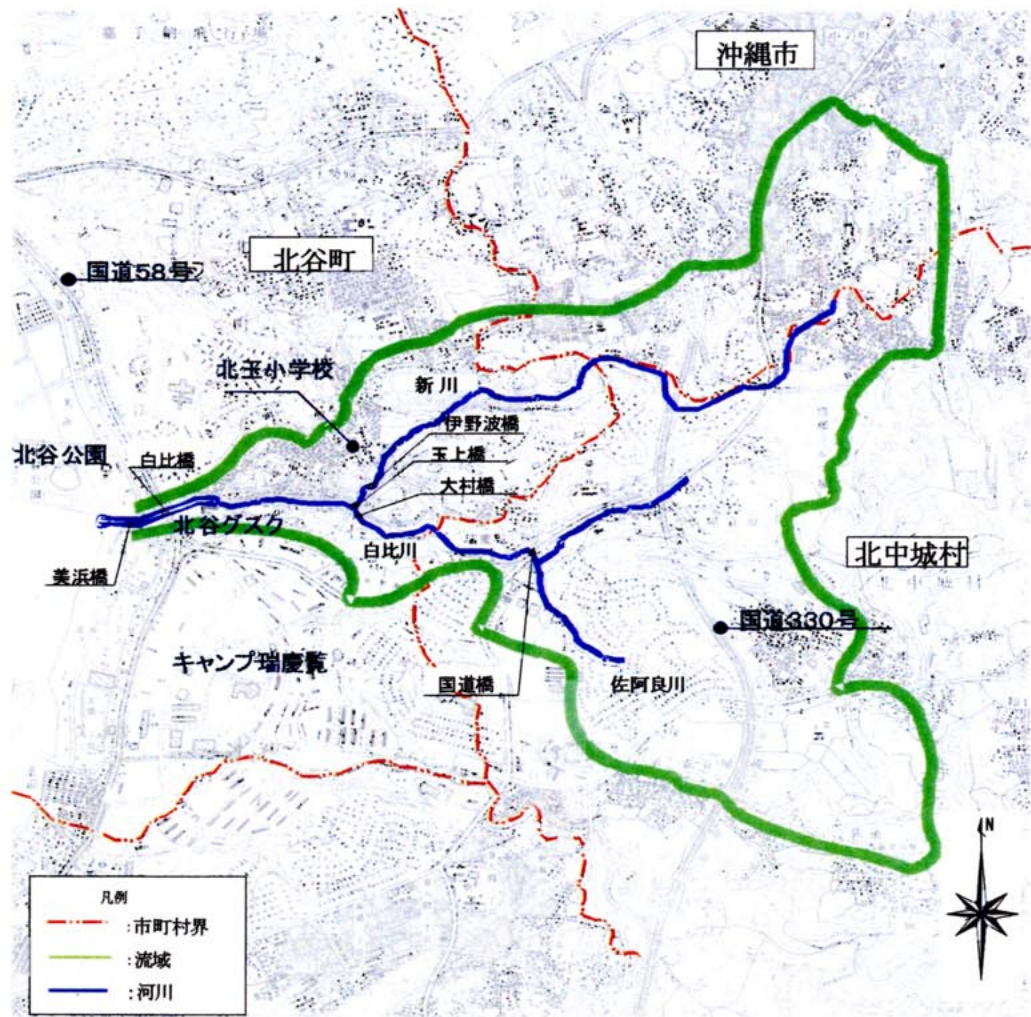 沖縄市
北谷町
国道58号
北玉小学校
新川
伊野波橋
玉上橋
大村橋
北谷公園
白比橋
北谷グスク
白比川
美浜橋
北中城村
国道330号
キャンプ瑞慶覧
国道橋
佐阿良川
N
凡例
:市町村界
:流域
:河川